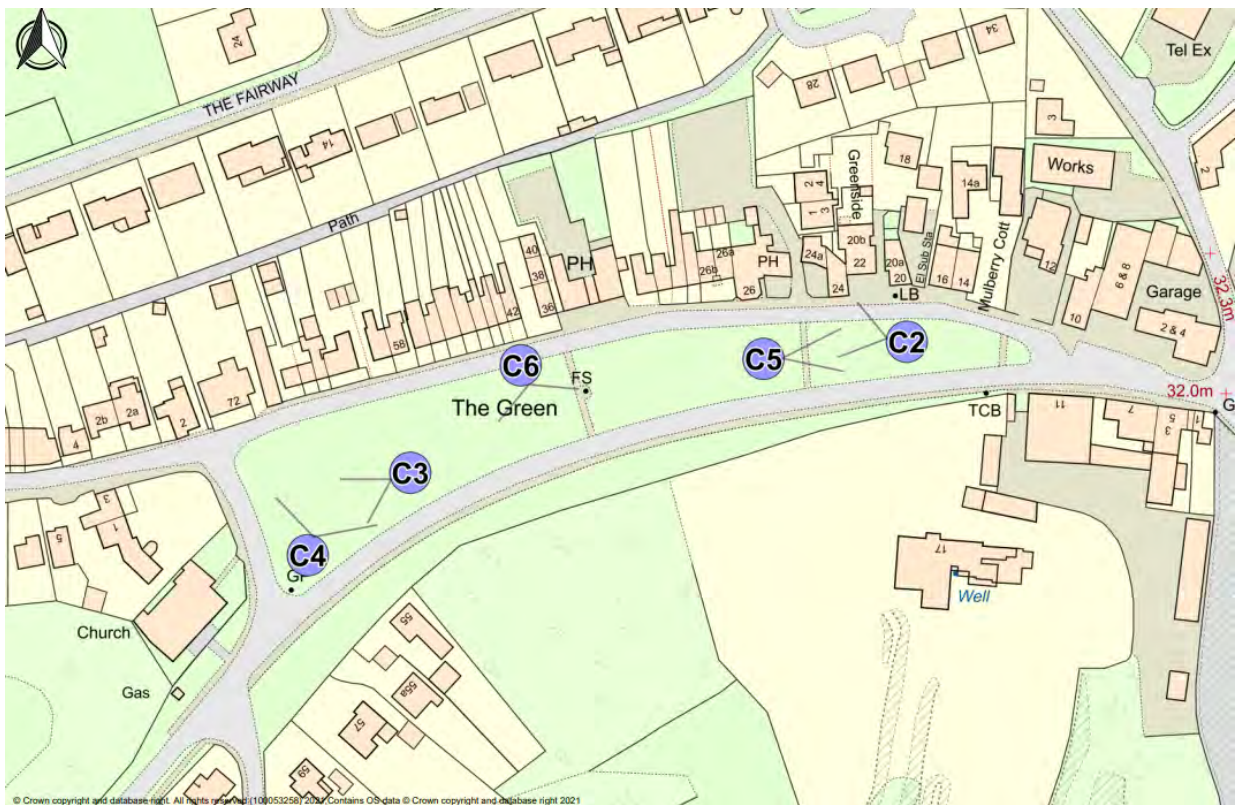 24
THE FAIRWAY
14
Path
28
34
Tel Ex
3
Works
2
Greenside
18
14a
Mulberry Cott
2
4
1
3
40
38
36
42
PH
26a
26b
26
PH
24a
24
20b
22
20a
20
El Sub Sta
16
14
12
10
6 & 8
Garage
2 & 4
32.3m
LB
58
72
2a
2b
2
4
C6
FS
The Green
C5
C2
TCB
32.0m
11
7
5
3
1
C3
C4
3
1
5
Church
Gas
55
55a
57
59
17
Well
© Crown copyright and database right. All rights reserved (100053258) 2021 Contains OS data © Crown copyright and database right 2021